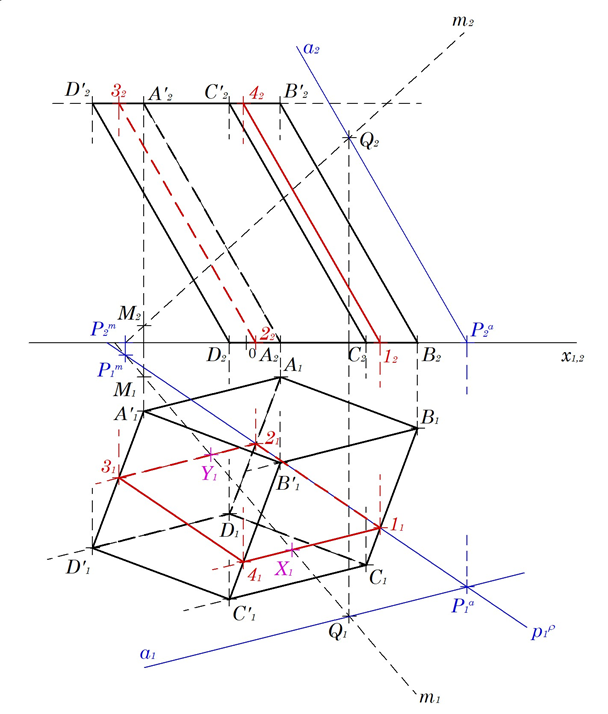 m₂
a₂
D'₂ 3₂ A'₂ C'₂ 4₂ B'₂
Q₂
M₂
P₂ᵐ 2₂ P₂ᵃ
D₂ 0 A₂ C₂ 1₂ B₂ x₁,₂
P₁ᵐ
A₁
M₁
A'₁ B₁
2₁
3₁ Y₁ B'₁
D₁ 1₁
D'₁ 4₁ X₁ C₁
C'₁ P₁ᵃ
Q₁ p₁ᵖ
a₁
m₁